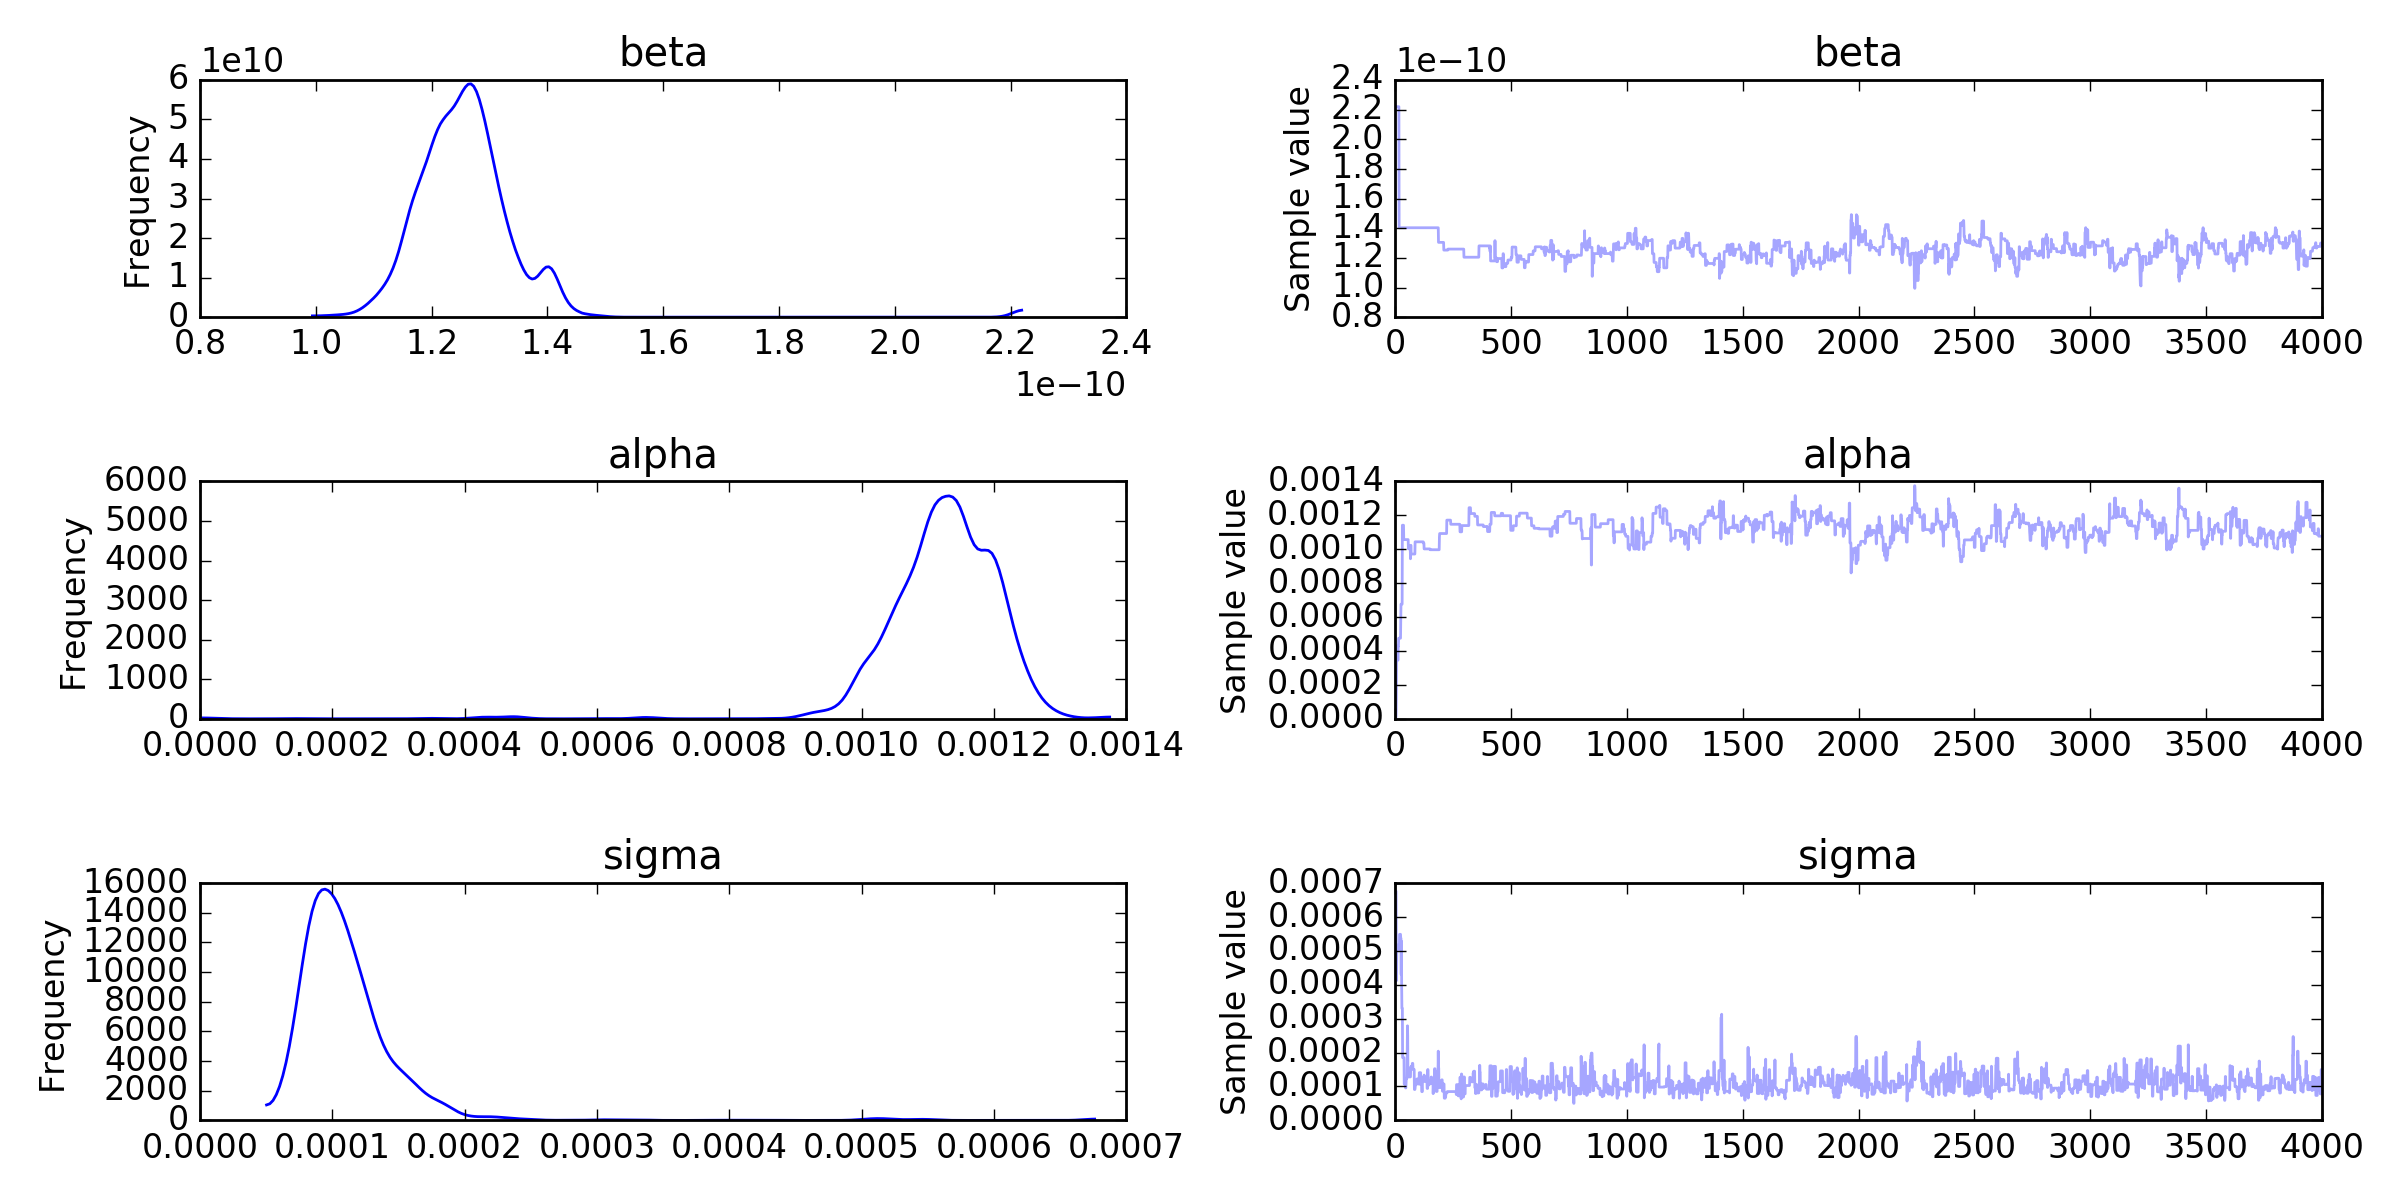 beta
1e10
6
5
4
3
2
1
0
Frequency
0.8 1.0 1.2 1.4 1.6 1.8 2.0 2.2 2.4
1e−10
beta
1e−10
2.4
2.2
2.0
1.8
1.6
1.4
1.2
1.0
0.8
Sample value
0 500 1000 1500 2000 2500 3000 3500 4000
alpha
6000
5000
4000
3000
2000
1000
0
Frequency
0.0000 0.0002 0.0004 0.0006 0.0008 0.0010 0.0012 0.0014
alpha
0.0014
0.0012
0.0010
0.0008
0.0006
0.0004
0.0002
0.0000
Sample value
0 500 1000 1500 2000 2500 3000 3500 4000
sigma
16000
14000
12000
10000
8000
6000
4000
2000
0
Frequency
0.0000 0.0001 0.0002 0.0003 0.0004 0.0005 0.0006 0.0007
sigma
0.0007
0.0006
0.0005
0.0004
0.0003
0.0002
0.0001
0.0000
Sample value
0 500 1000 1500 2000 2500 3000 3500 4000